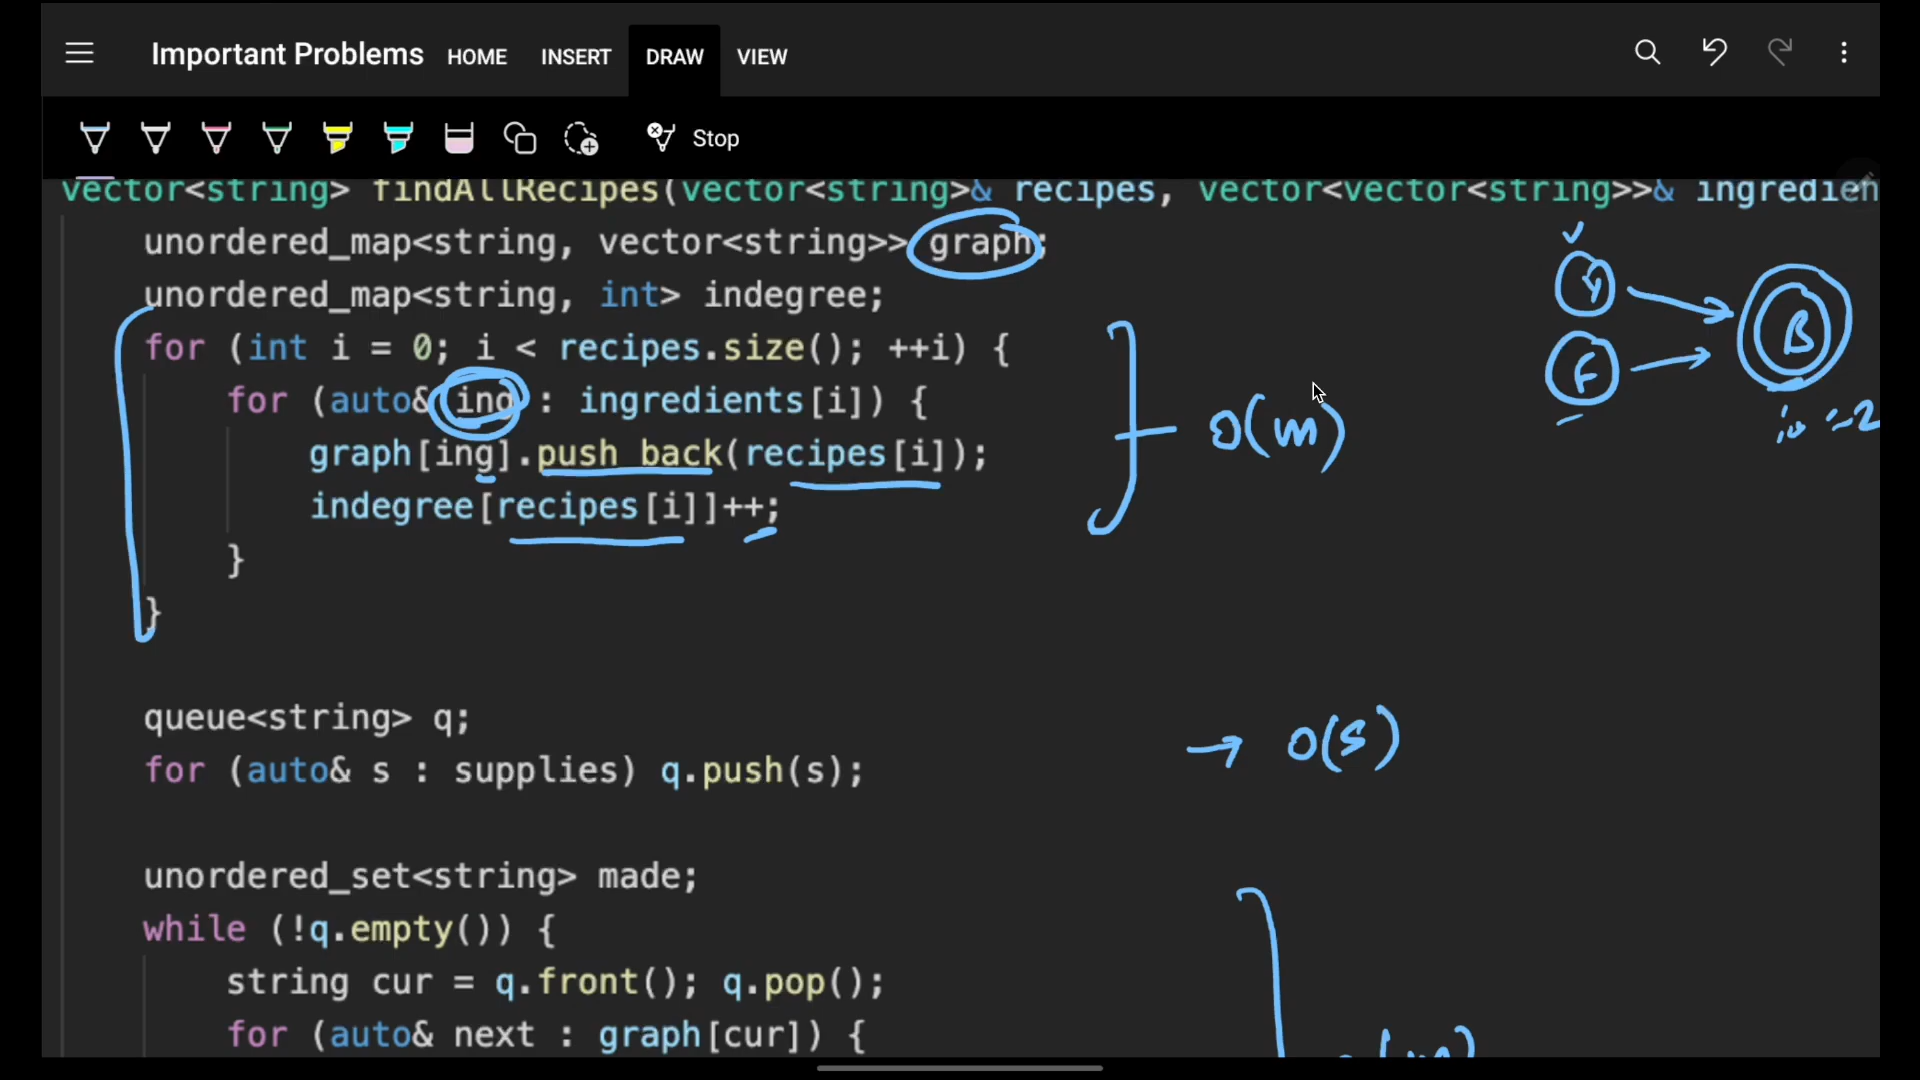 Important Problems HOME INSERT DRAW VIEW
Stop
vector<string> findAllRecipes(vector<string>& recipes, vector<vector<string>>& ingredien
unordered_map<string, vector<string>> graph;
unordered_map<string, int> indegree;
for (int i = 0; i < recipes.size(); ++i) {
for (auto& ing : ingredients[i]) {
graph[ing].push_back(recipes[i]);
indegree[recipes[i]]++;
}
}
Y
B
F
O(m)
queue<string> q;
for (auto& s : supplies) q.push(s);
→ O(S)
unordered_set<string> made;
while (!q.empty()) {
string cur = q.front(); q.pop();
for (auto& next : graph[cur]) {